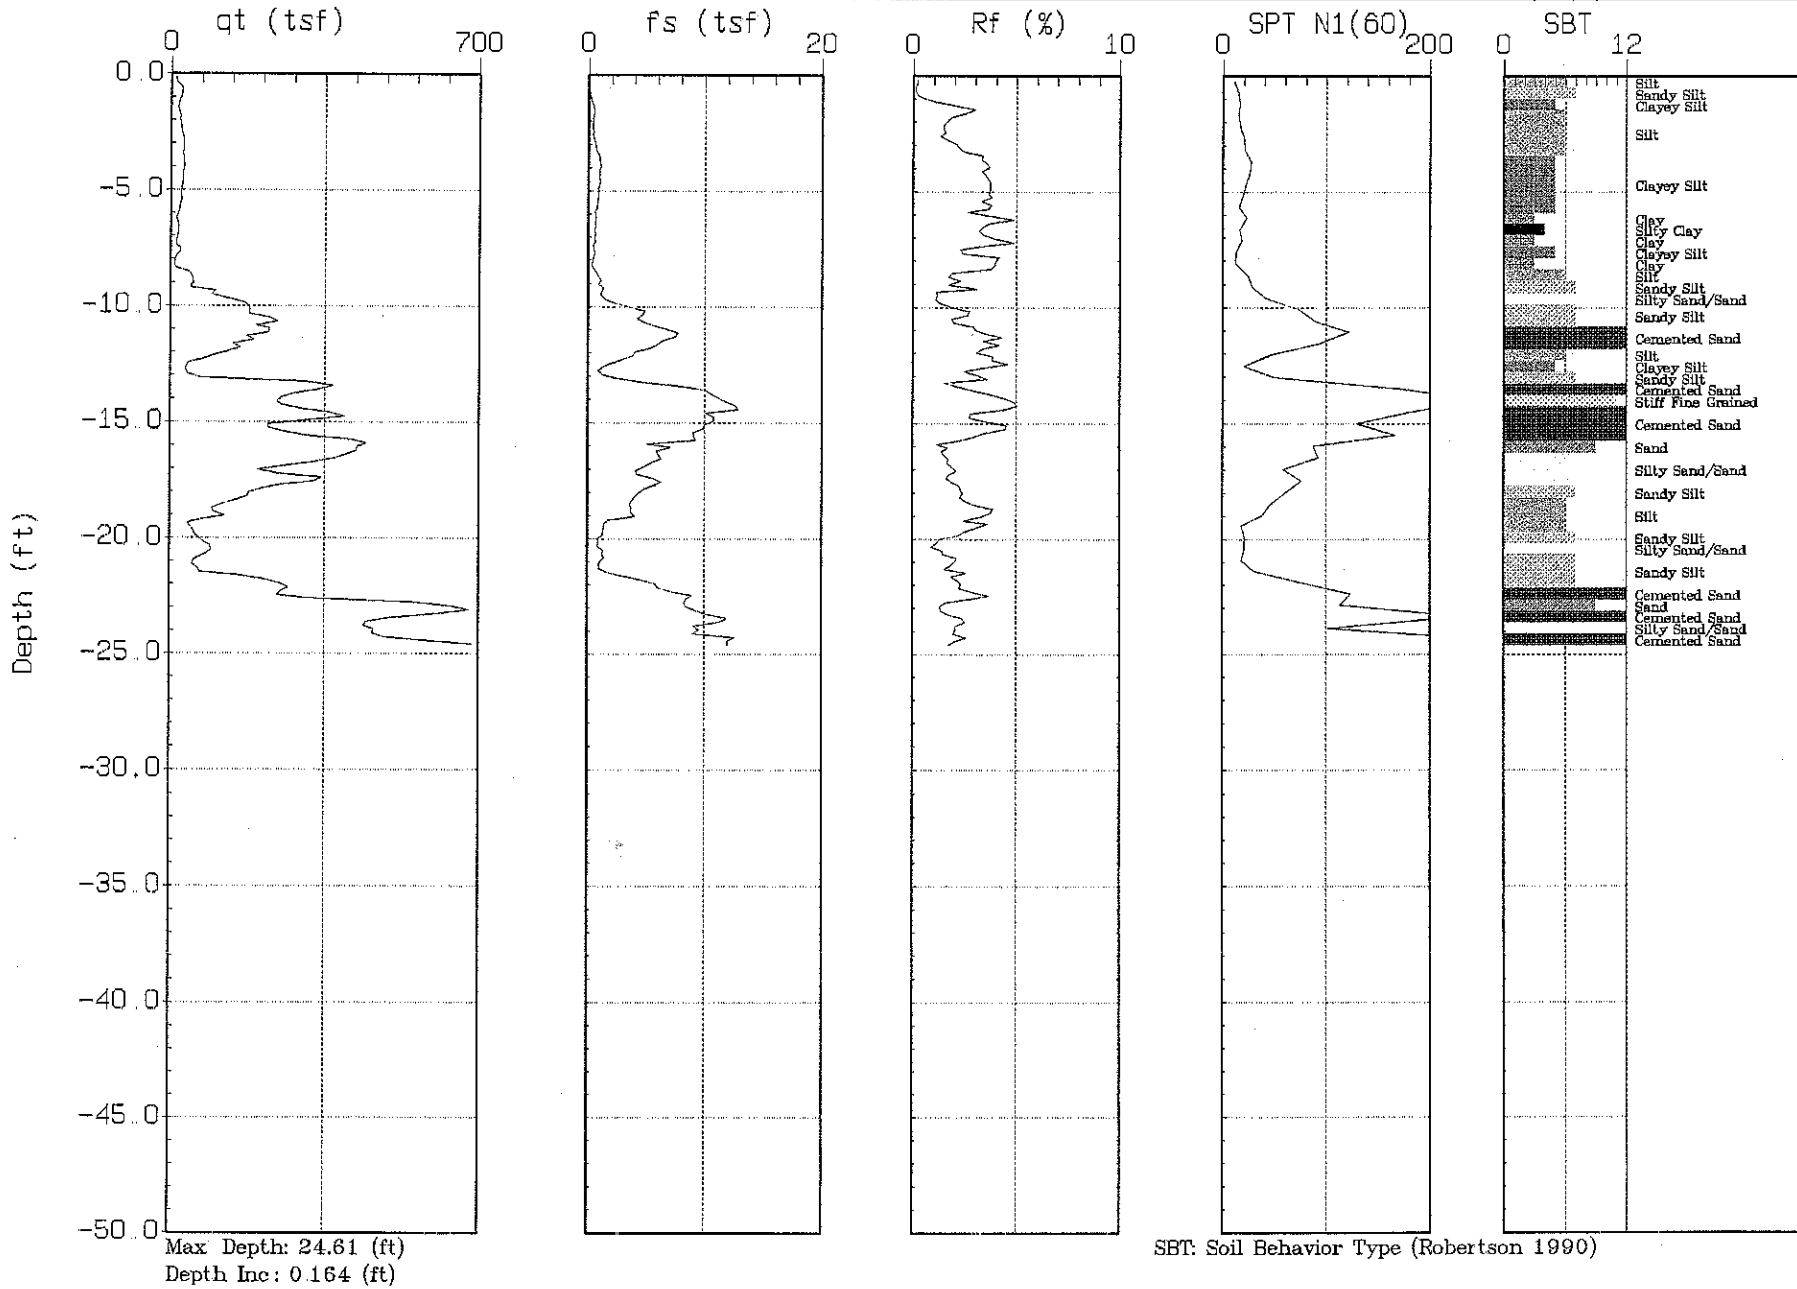 qt (tsf) fs (tsf) Rf (%) SPT N1(60) SBT
0 700 0 20 0 10 0 200 0 12
0.0
-5.0
-10.0
-15.0
-20.0
-25.0
-30.0
-35.0
-40.0
-45.0
-50.0
Depth (ft)
Silt
Sandy Silt
Clayey Silt
Silt
Clayey Silt
Clay
Silty Clay
Clay
Clayey Silt
Clay
Silt
Sandy Silt
Silty Sand/Sand
Sandy Silt
Cemented Sand
Silt
Clayey Silt
Sandy Silt
Cemented Sand
Stiff Fine Grained
Cemented Sand
Sand
Silty Sand/Sand
Sandy Silt
Silt
Sandy Silt
Silty Sand/Sand
Sandy Silt
Cemented Sand
Sand
Cemented Sand
Silty Sand/Sand
Cemented Sand
Max Depth: 24.61 (ft)
Depth Inc: 0.164 (ft)
SBT: Soil Behavior Type (Robertson 1990)